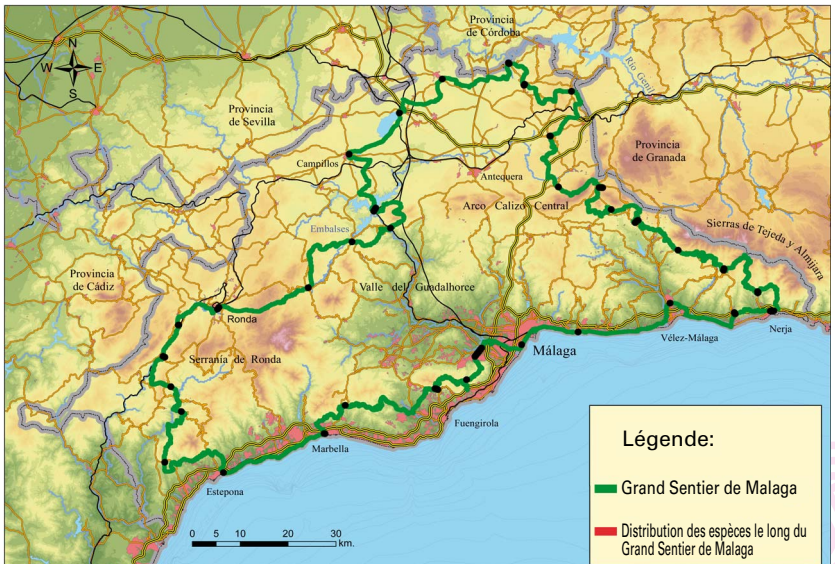 Provincia
de Córdoba
N
W E
S
Río Genil
Provincia
de Sevilla
Provincia
de Granada
Campillos
Antequera
Arco Calizo Central
Embalses
Sierras de Tejeda y Almijara
Provincia
de Cádiz
Valle del Guadalhorce
Ronda
Nerja
Vélez-Málaga
Málaga
Serranía de Ronda
Fuengirola
Marbella
Estepona
0 5 10 20 30
km.
Légende:
Grand Sentier de Malaga
Distribution des espèces le long du
Grand Sentier de Malaga